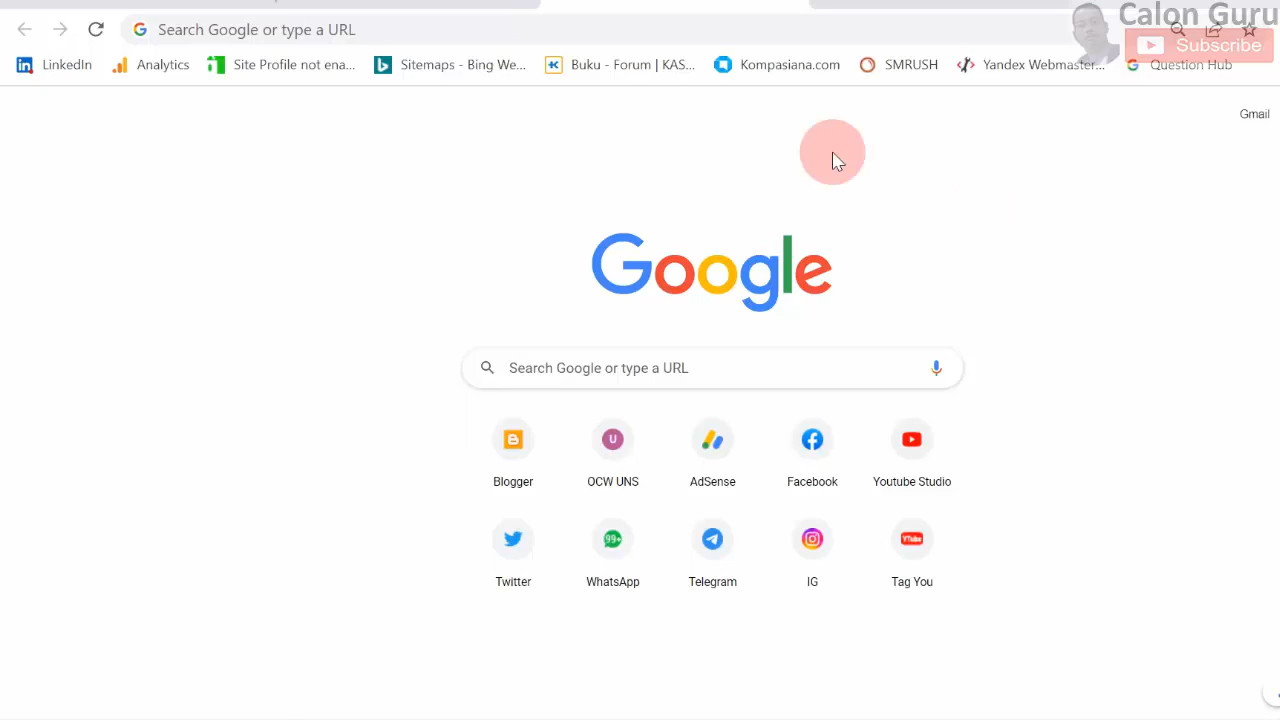 Calon Guru
Search Google or type a URL
Subscribe
LinkedIn
Analytics
Site Profile not ena...
Sitemaps - Bing We...
Buku - Forum | KAS...
Kompasiana.com
SMRUSH
Yandex Webmaster...
Question Hub
Gmail
Google
Search Google or type a URL
Blogger
U
OCW UNS
AdSense
Facebook
Youtube Studio
Twitter
99+
WhatsApp
Telegram
IG
YTube
Tag You